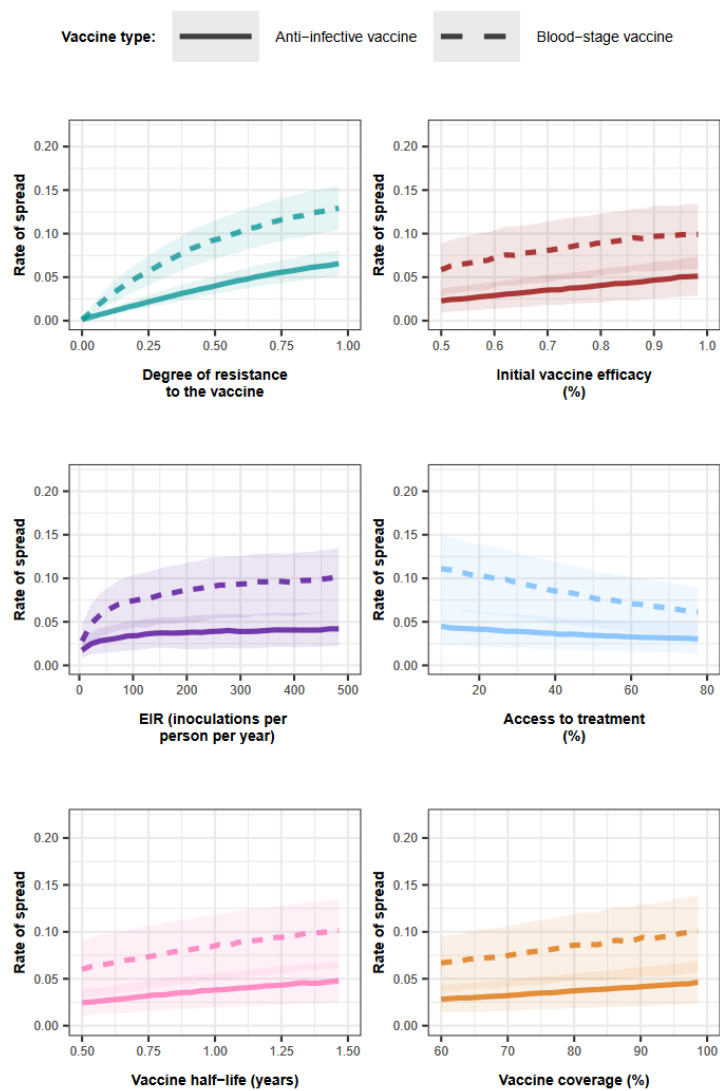 Vaccine type: Anti-infective vaccine Blood-stage vaccine
Rate of spread
0.20
0.15
0.10
0.05
0.00
0.00 0.25 0.50 0.75 1.00
Degree of resistance
to the vaccine
Rate of spread
0.20
0.15
0.10
0.05
0.00
0.5 0.6 0.7 0.8 0.9 1.0
Initial vaccine efficacy
(%)
Rate of spread
0.20
0.15
0.10
0.05
0.00
0 100 200 300 400 500
EIR (inoculations per
person per year)
Rate of spread
0.20
0.15
0.10
0.05
0.00
20 40 60 80
Access to treatment
(%)
Rate of spread
0.20
0.15
0.10
0.05
0.00
0.50 0.75 1.00 1.25 1.50
Vaccine half-life (years)
Rate of spread
0.20
0.15
0.10
0.05
0.00
60 70 80 90 100
Vaccine coverage (%)